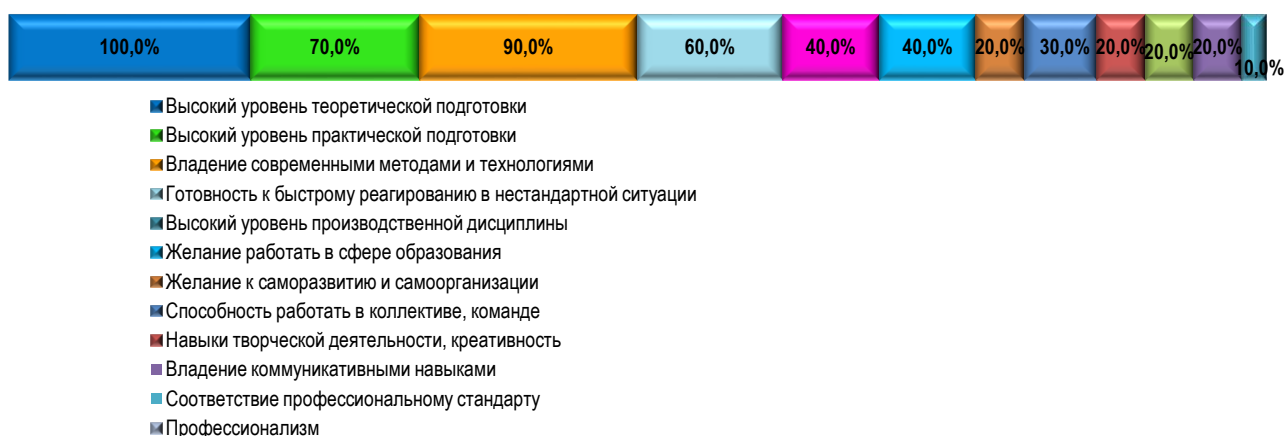 100,0% 70,0% 90,0% 60,0% 40,0% 40,0% 20,0% 30,0% 20,0% 20,0% 20,0% 10,0%
Высокий уровень теоретической подготовки
Высокий уровень практической подготовки
Владение современными методами и технологиями
Готовность к быстрому реагированию в нестандартной ситуации
Высокий уровень производственной дисциплины
Желание работать в сфере образования
Желание к саморазвитию и самоорганизации
Способность работать в коллективе, команде
Навыки творческой деятельности, креативность
Владение коммуникативными навыками
Соответствие профессиональному стандарту
Профессионализм